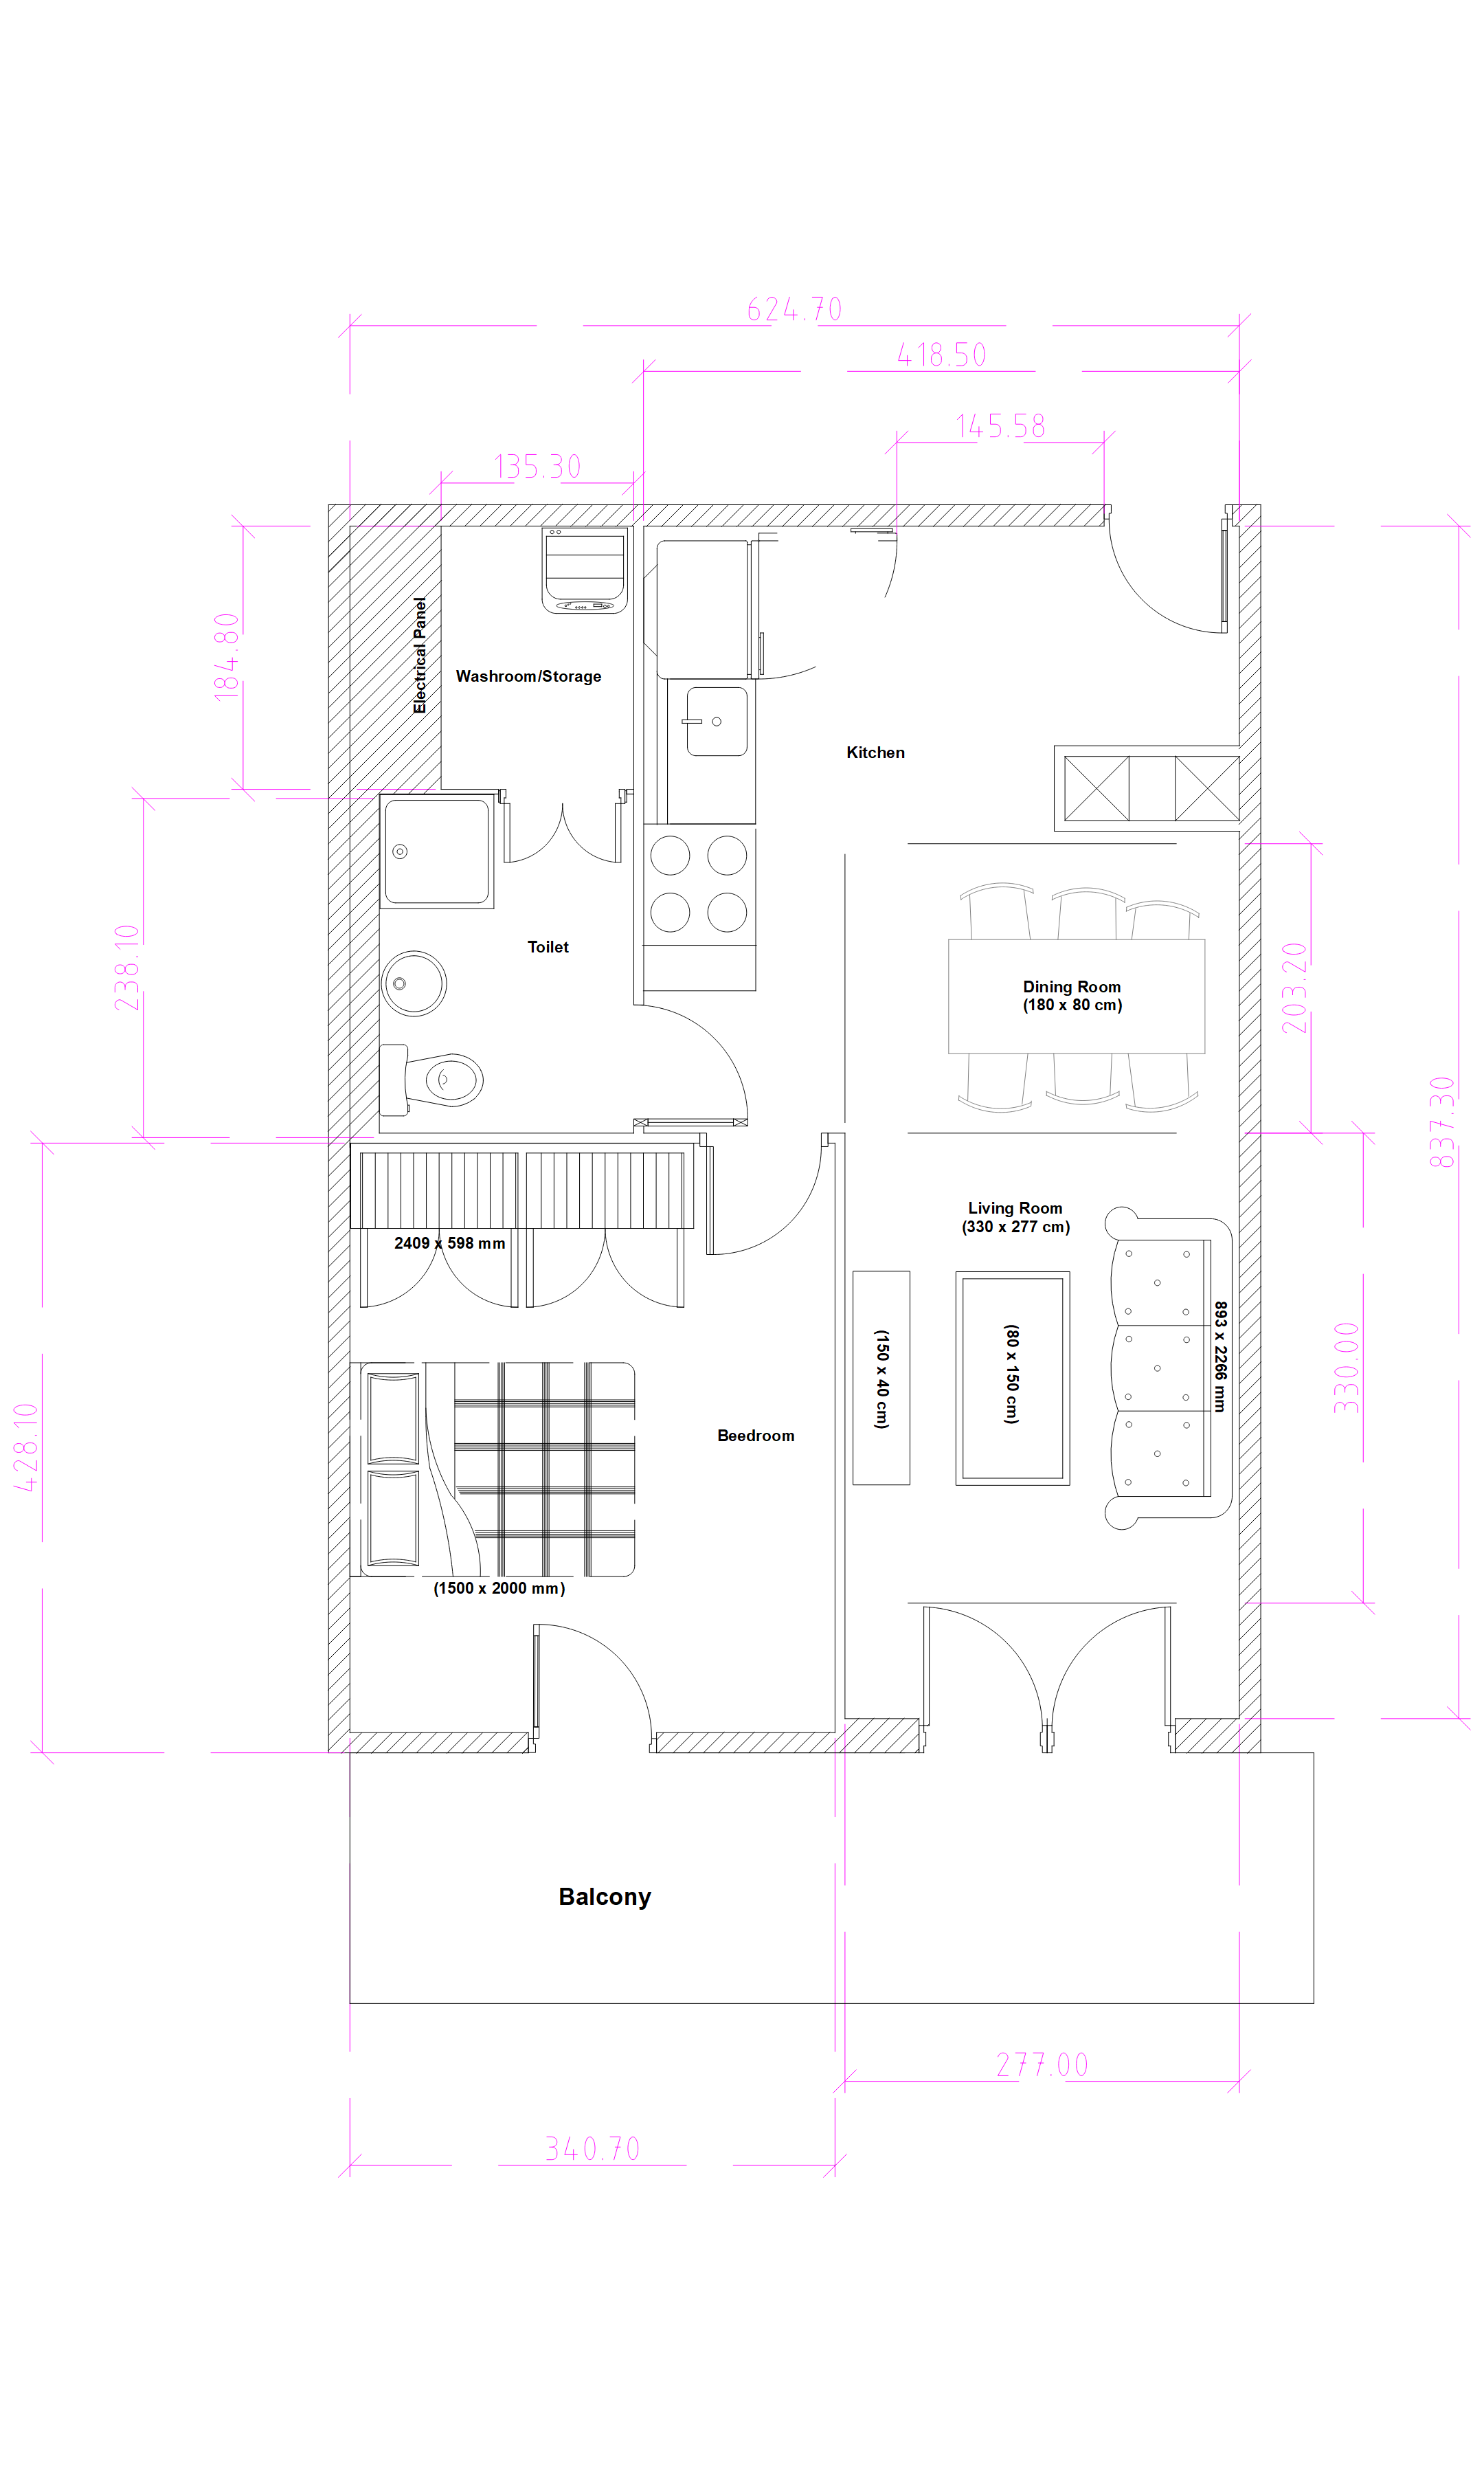 624.70
418.50
145.58
135.30
184.80
Electrical Panel
Washroom/Storage
Kitchen
238.10
Toilet
Dining Room
(180 x 80 cm)
203.20
837.30
Living Room
(330 x 277 cm)
2409 x 598 mm
(150 x 40 cm)
(80 x 150 cm)
893 x 2266 mm
330.00
428.10
Beedroom
(1500 x 2000 mm)
Balcony
277.00
340.70